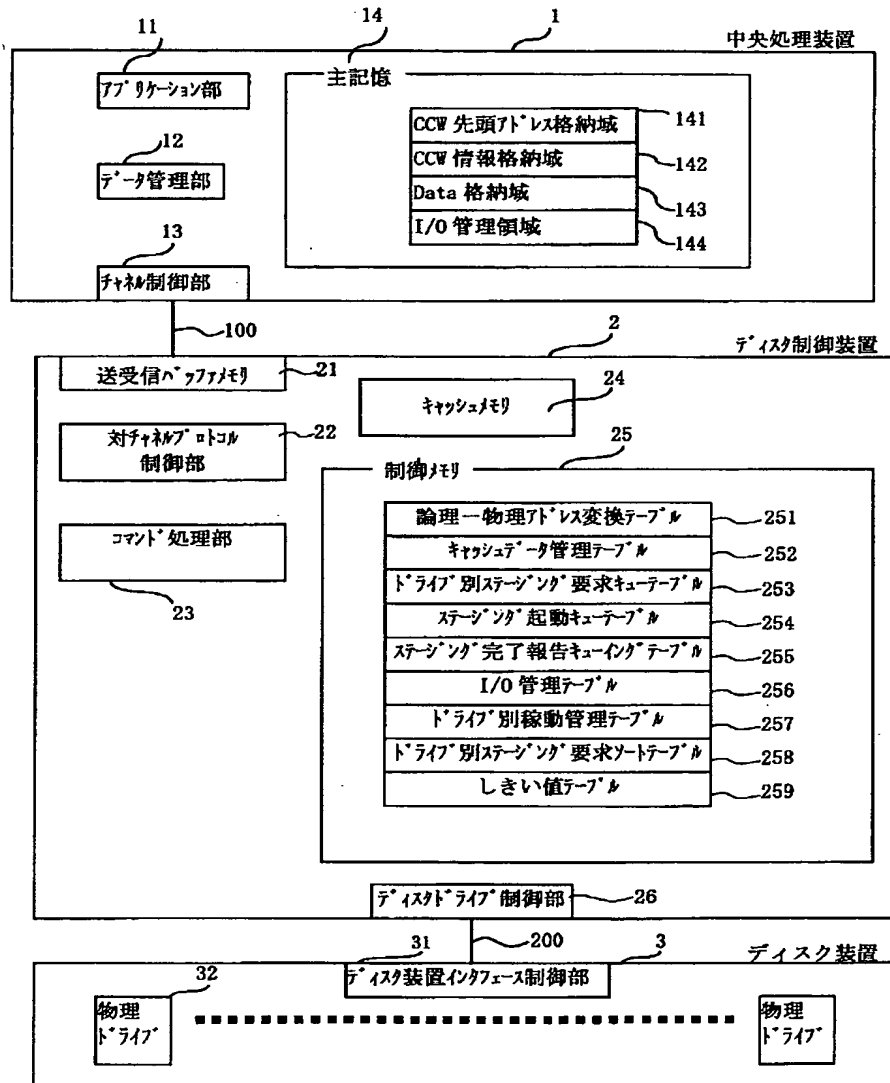 14
1
中央処理装置
11
アプリケーション部
主記憶
CCW 先頭アドレス格納域
141
12
CCW 情報格納域
142
データ管理部
Data 格納域
143
13
I/O 管理領域
144
チャネル制御部
100
2
ディスク制御装置
送受信バッファメモリ
21
キャッシュメモリ
24
対チャネルプロトコル
制御部
22
制御メモリ
25
コマンド処理部
23
論理ー物理アドレス変換テーブル
251
キャッシュデータ管理テーブル
252
ドライブ別ステージング要求キューテーブル
253
ステージング起動キューテーブル
254
ステージング完了報告キューイングテーブル
255
I/O 管理テーブル
256
ドライブ別稼動管理テーブル
257
ドライブ別ステージング要求ソートテーブル
258
しきい値テーブル
259
ディスクドライブ制御部
26
200
31
3
ディスク装置
ディスク装置インタフェース制御部
32
物理
ドライブ
物理
ドライブ